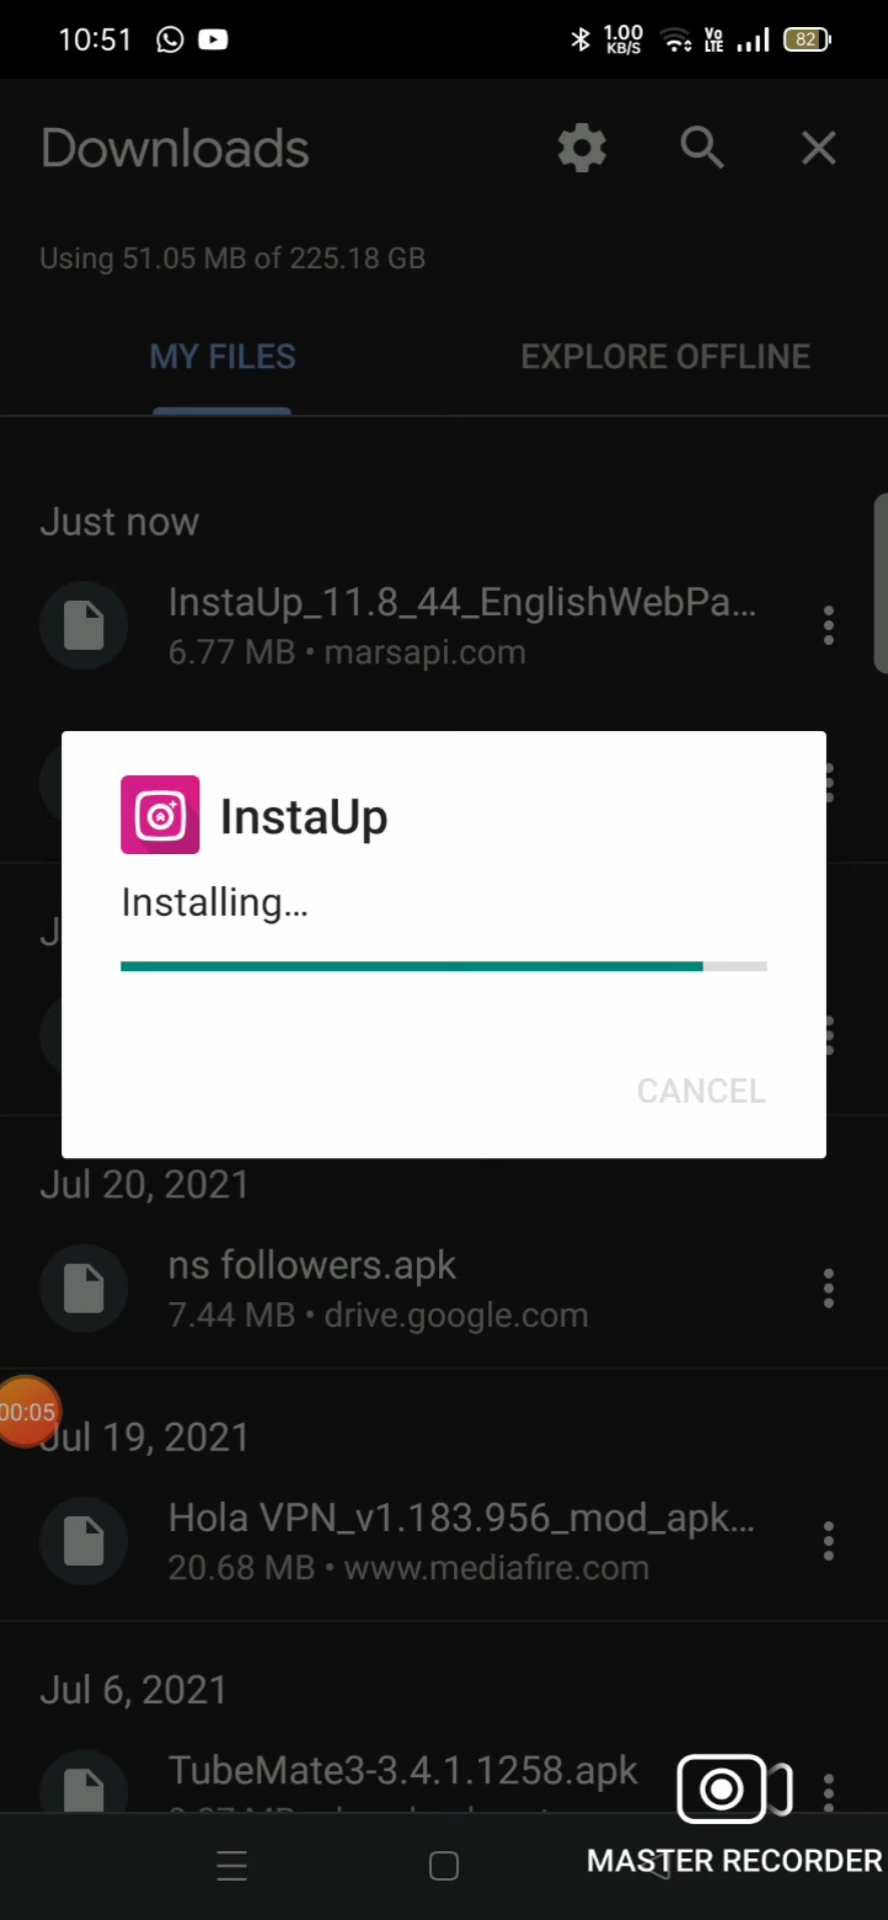 10:51
1.00
KB/S
Vo
LTE
82
Downloads
Using 51.05 MB of 225.18 GB
MY FILES
EXPLORE OFFLINE
Just now
InstaUp_11.8_44_EnglishWebPa...
6.77 MB • marsapi.com
InstaUp
Installing...
J
CANCEL
Jul 20, 2021
ns followers.apk
7.44 MB • drive.google.com
00:05
Jul 19, 2021
Hola VPN_v1.183.956_mod_apk...
20.68 MB • www.mediafire.com
Jul 6, 2021
TubeMate3-3.4.1.1258.apk
MASTER RECORDER